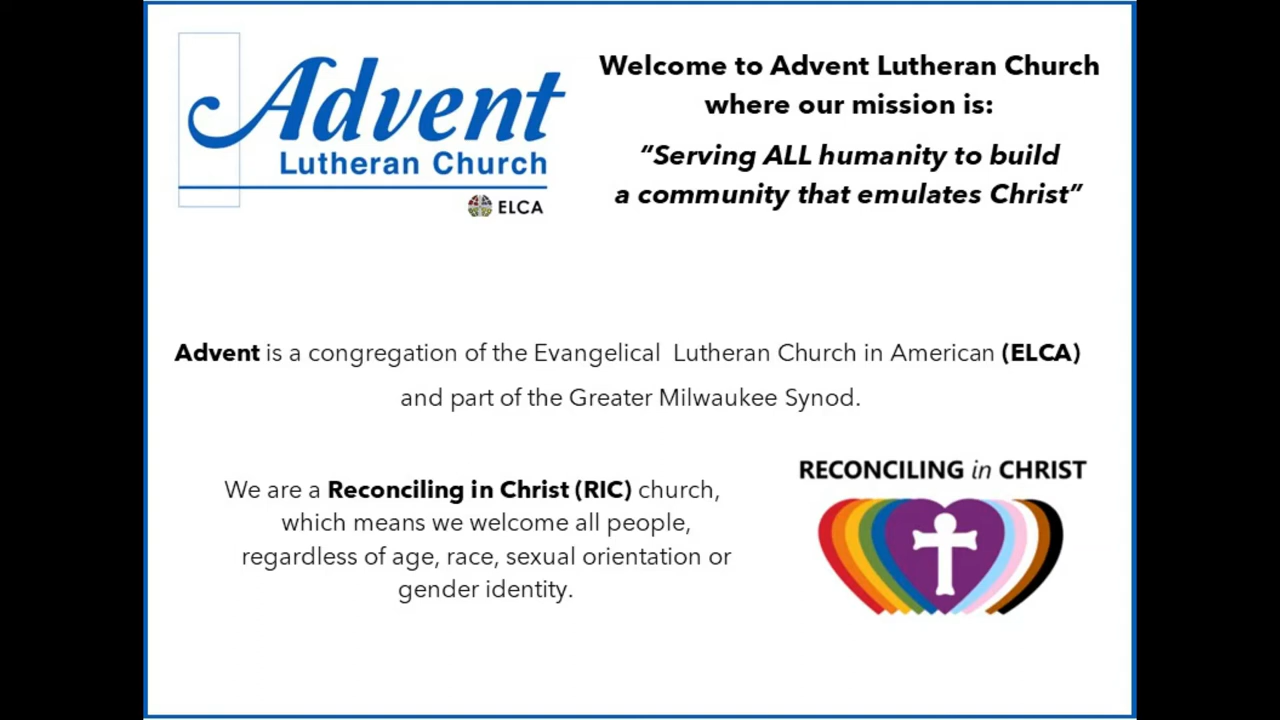 Advent
Lutheran Church
ELCA
Welcome to Advent Lutheran Church
where our mission is:
“Serving ALL humanity to build
a community that emulates Christ”
Advent is a congregation of the Evangelical  Lutheran Church in American (ELCA)
and part of the Greater Milwaukee Synod.
We are a Reconciling in Christ (RIC) church,
which means we welcome all people,
regardless of age, race, sexual orientation or
gender identity.
RECONCILING in CHRIST